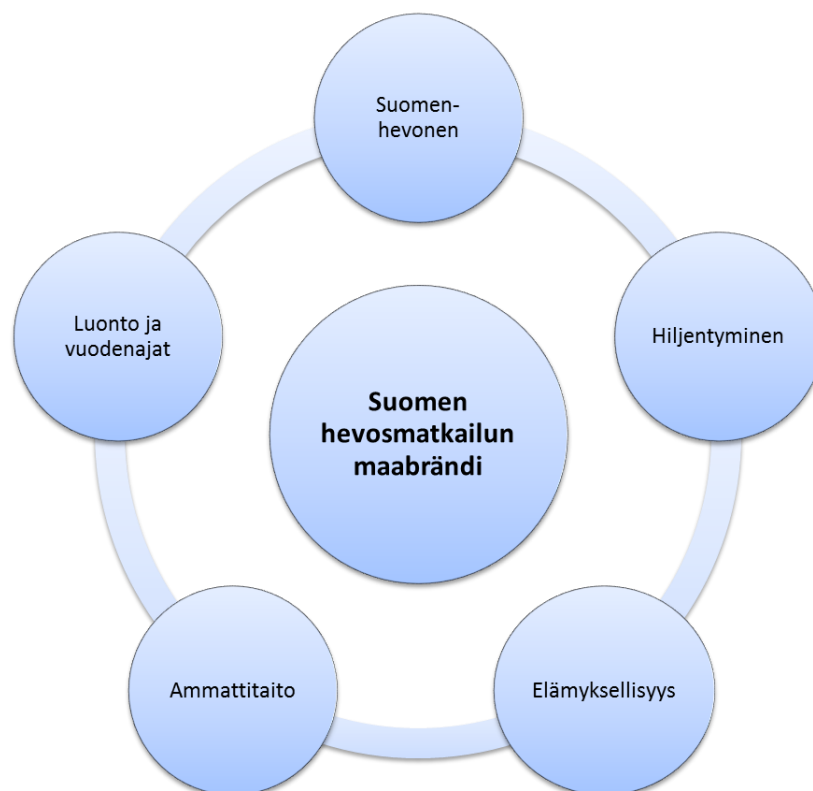 Suomen-
hevonen
Luonto ja
vuodenajat
Hiljentyminen
Suomen
hevosmatkailun
maabrändi
Ammattitaito
Elämyksellisyys